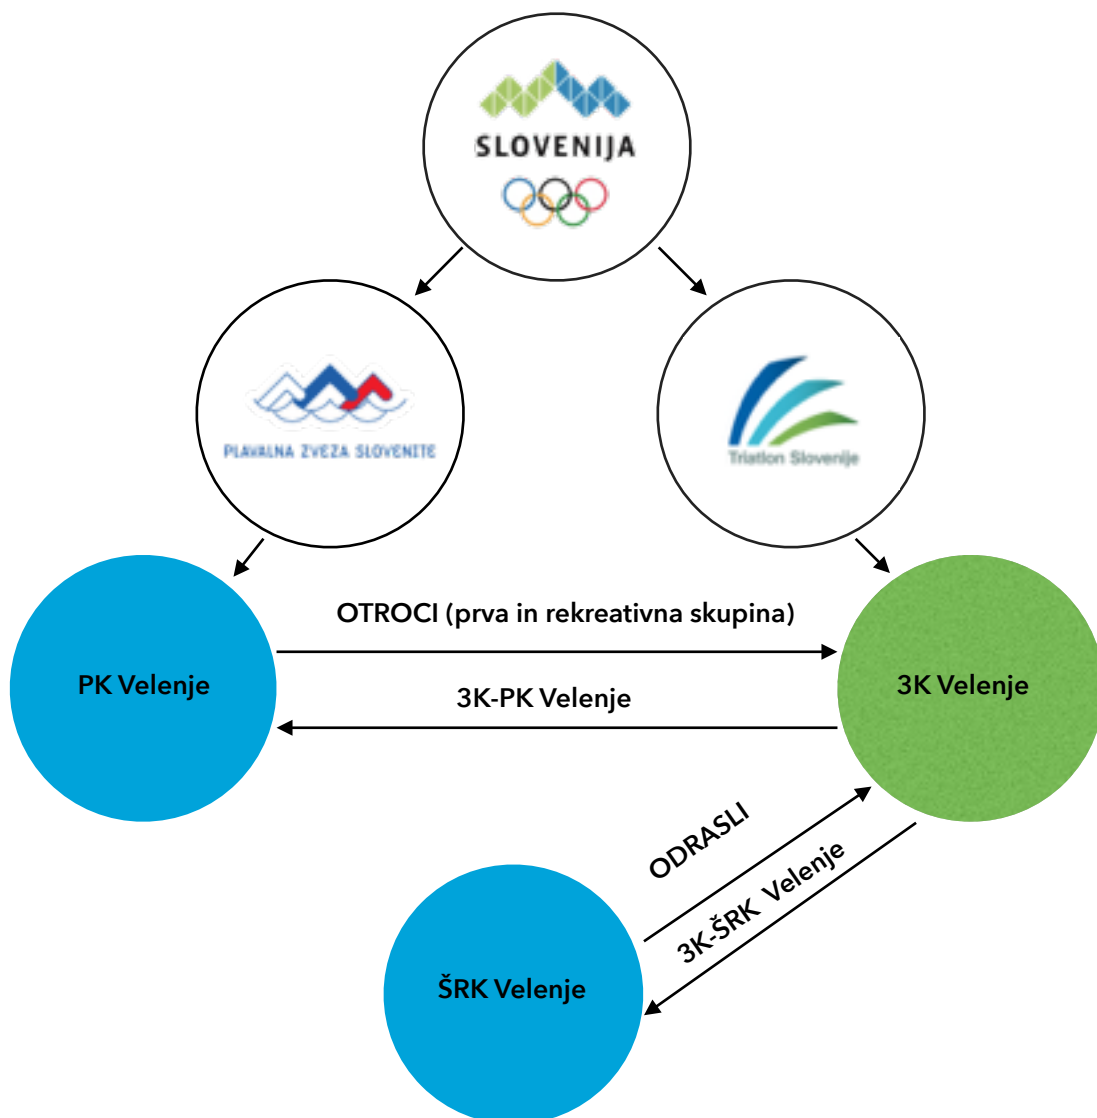 SLOVENIJA
PLAVALNA ZVEZA SLOVENIJE
Triatlon Slovenije
OTROCI (prva in rekreativna skupina)
PK Velenje
3K Velenje
3K-PK Velenje
ODRASLI
3K-ŠRK Velenje
ŠRK Velenje